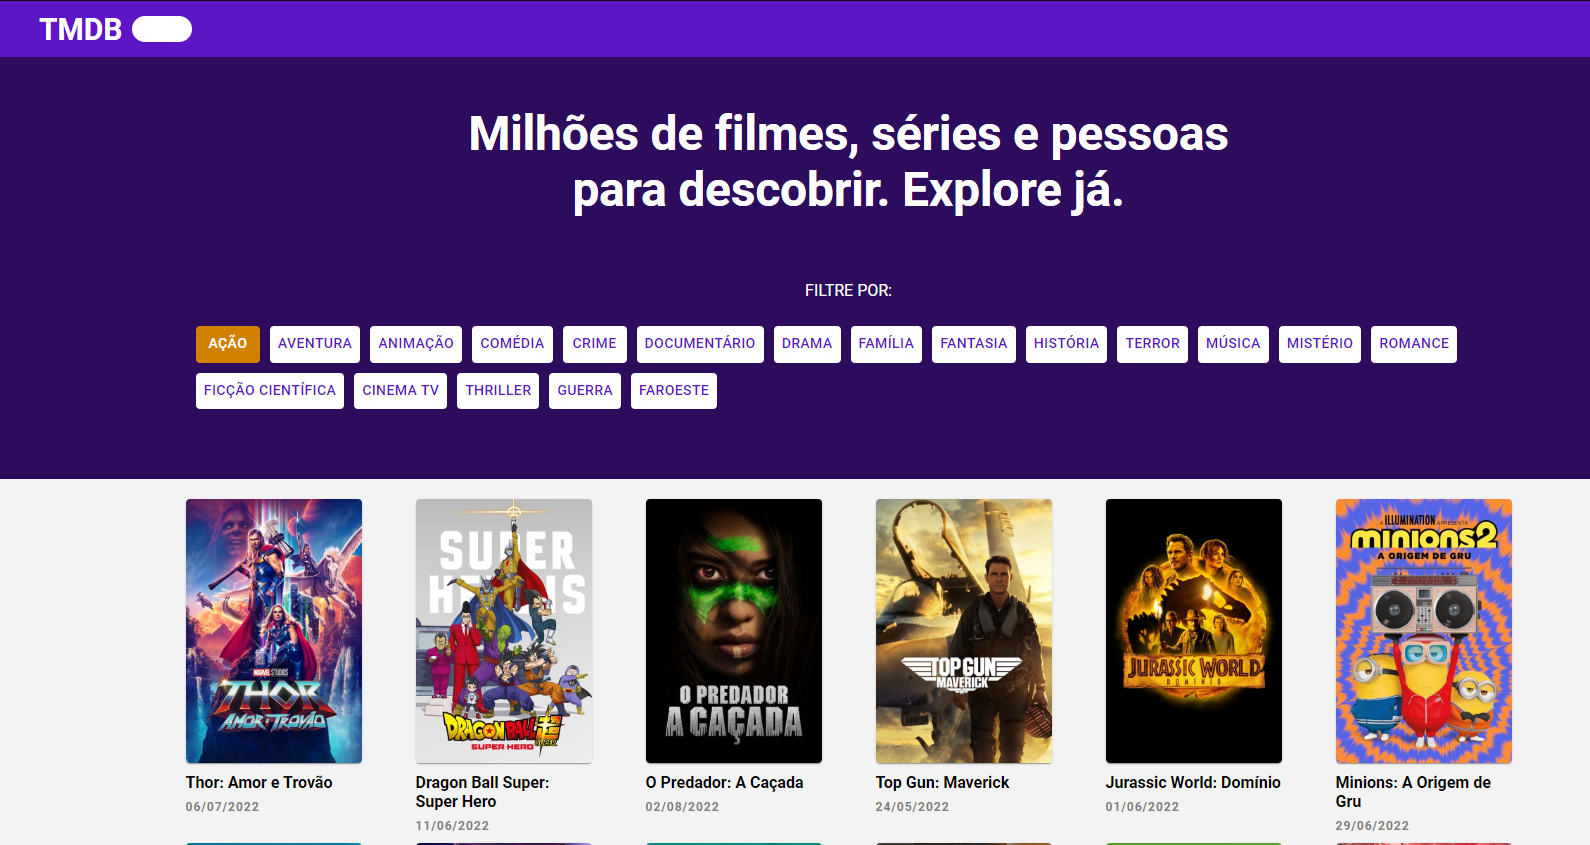 TMDB
Milhões de filmes, séries e pessoas
para descobrir. Explore já.
FILTRE POR:
AÇÃO AVENTURA ANIMAÇÃO COMÉDIA CRIME DOCUMENTÁRIO DRAMA FAMÍLIA FANTASIA HISTÓRIA TERROR MÚSICA MISTÉRIO ROMANCE
FICÇÃO CIENTÍFICA CINEMA TV THRILLER GUERRA FAROESTE
MARVEL STUDIOS
THOR
AMOR E TROVÃO
Thor: Amor e Trovão
06/07/2022
SUPER
HEROIS
DRAGON BALL 超
SUPER
SUPER HERO
Dragon Ball Super:
Super Hero
11/06/2022
O PREDADOR
A CAÇADA
O Predador: A Caçada
02/08/2022
TOP GUN
MAVERICK
Top Gun: Maverick
24/05/2022
JURASSIC WORLD
DOMÍNIO
Jurassic World: Domínio
01/06/2022
A ILLUMINATION APRESENTA
minions2
A ORIGEM DE GRU
Minions: A Origem de
Gru
29/06/2022